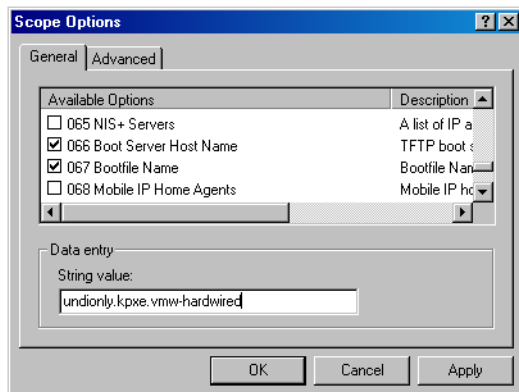 Scope Options
General Advanced
Available Options Description
065 NIS+ Servers A list of IP a
066 Boot Server Host Name TFTP boot s
067 Bootfile Name Bootfile Nam
068 Mobile IP Home Agents Mobile IP ho
Data entry
String value:
undionly.kpxe.vmw-hardwired
OK Cancel Apply